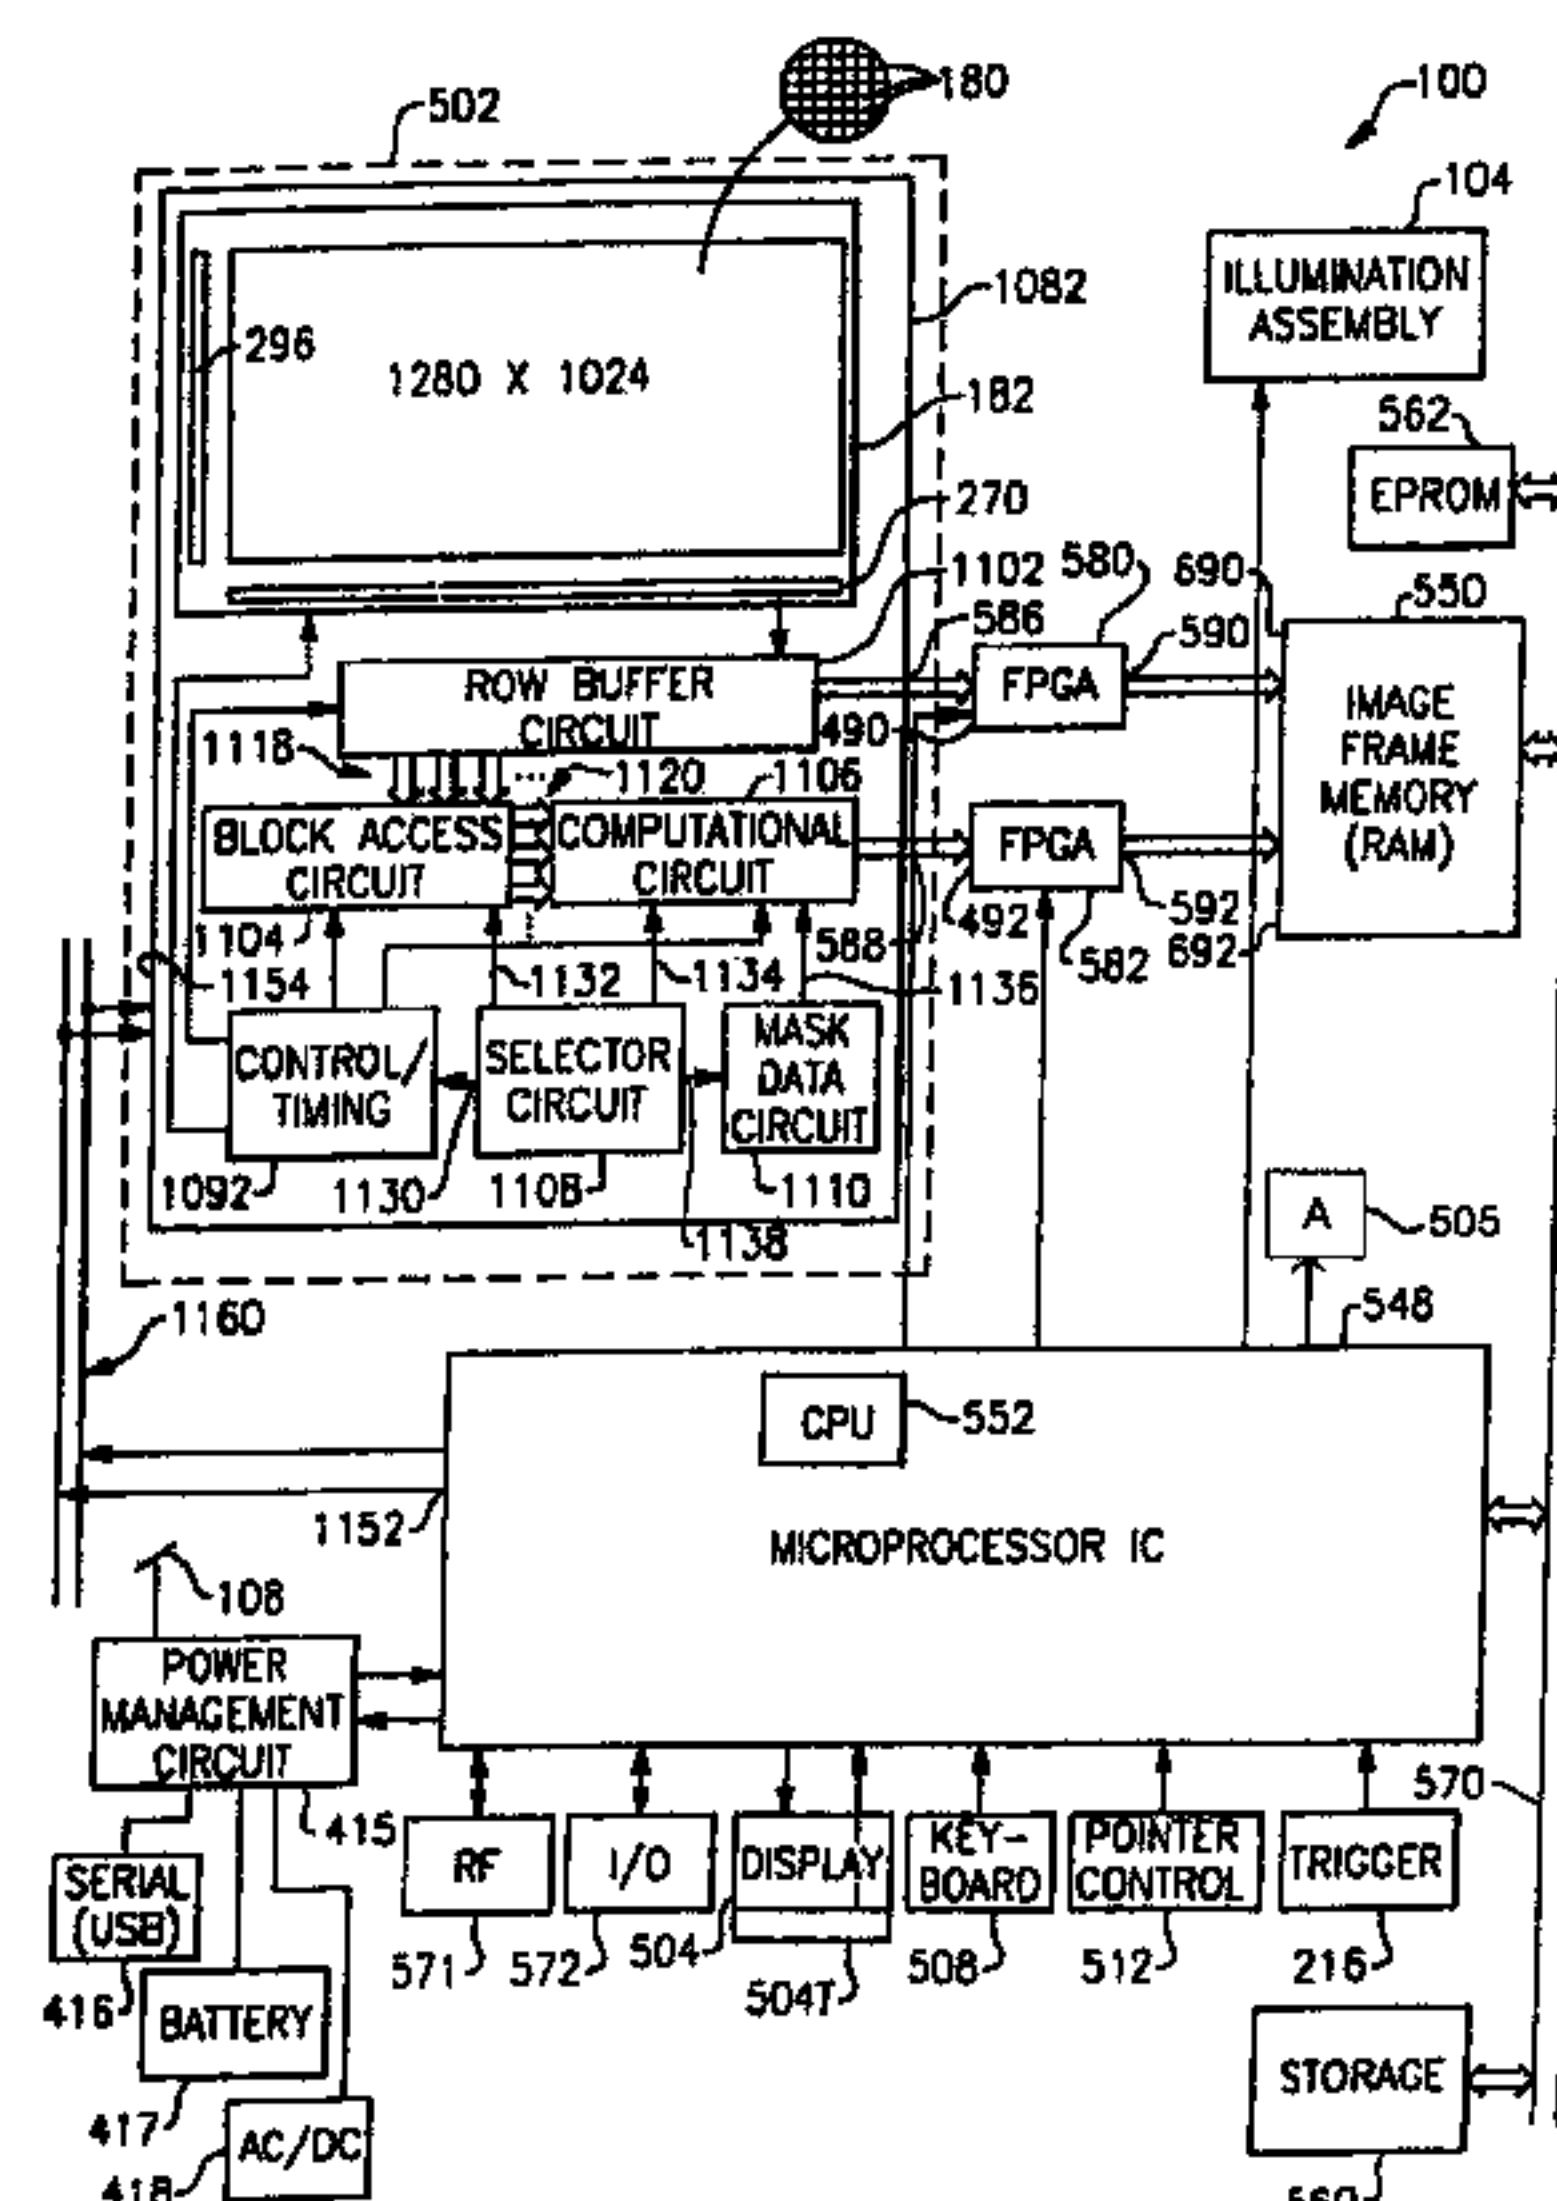 180
100
502
104
ILLUMINATION
ASSEMBLY
1082
296
1280 X 1024
182
562
EPROM
270
1102
580
690
550
586
590
ROW BUFFER
CIRCUIT
FPGA
IMAGE
FRAME
MEMORY
(RAM)
490
1118
1120
1106
BLOCK ACCESS
CIRCUIT
COMPUTATIONAL
CIRCUIT
FPGA
592
492
1104
588
582
692
1154
1132
1134
1136
CONTROL/
TIMING
SELECTOR
CIRCUIT
MASK
DATA
CIRCUIT
1092
1130
1108
1110
1138
A
505
1160
548
CPU
552
1152
MICROPROCESSOR IC
108
POWER
MANAGEMENT
CIRCUIT
415
570
SERIAL
(USB)
RF
I/O
DISPLAY
KEY-
BOARD
POINTER
CONTROL
TRIGGER
416
571
572
504
504T
508
512
216
BATTERY
417
STORAGE
AC/DC
418